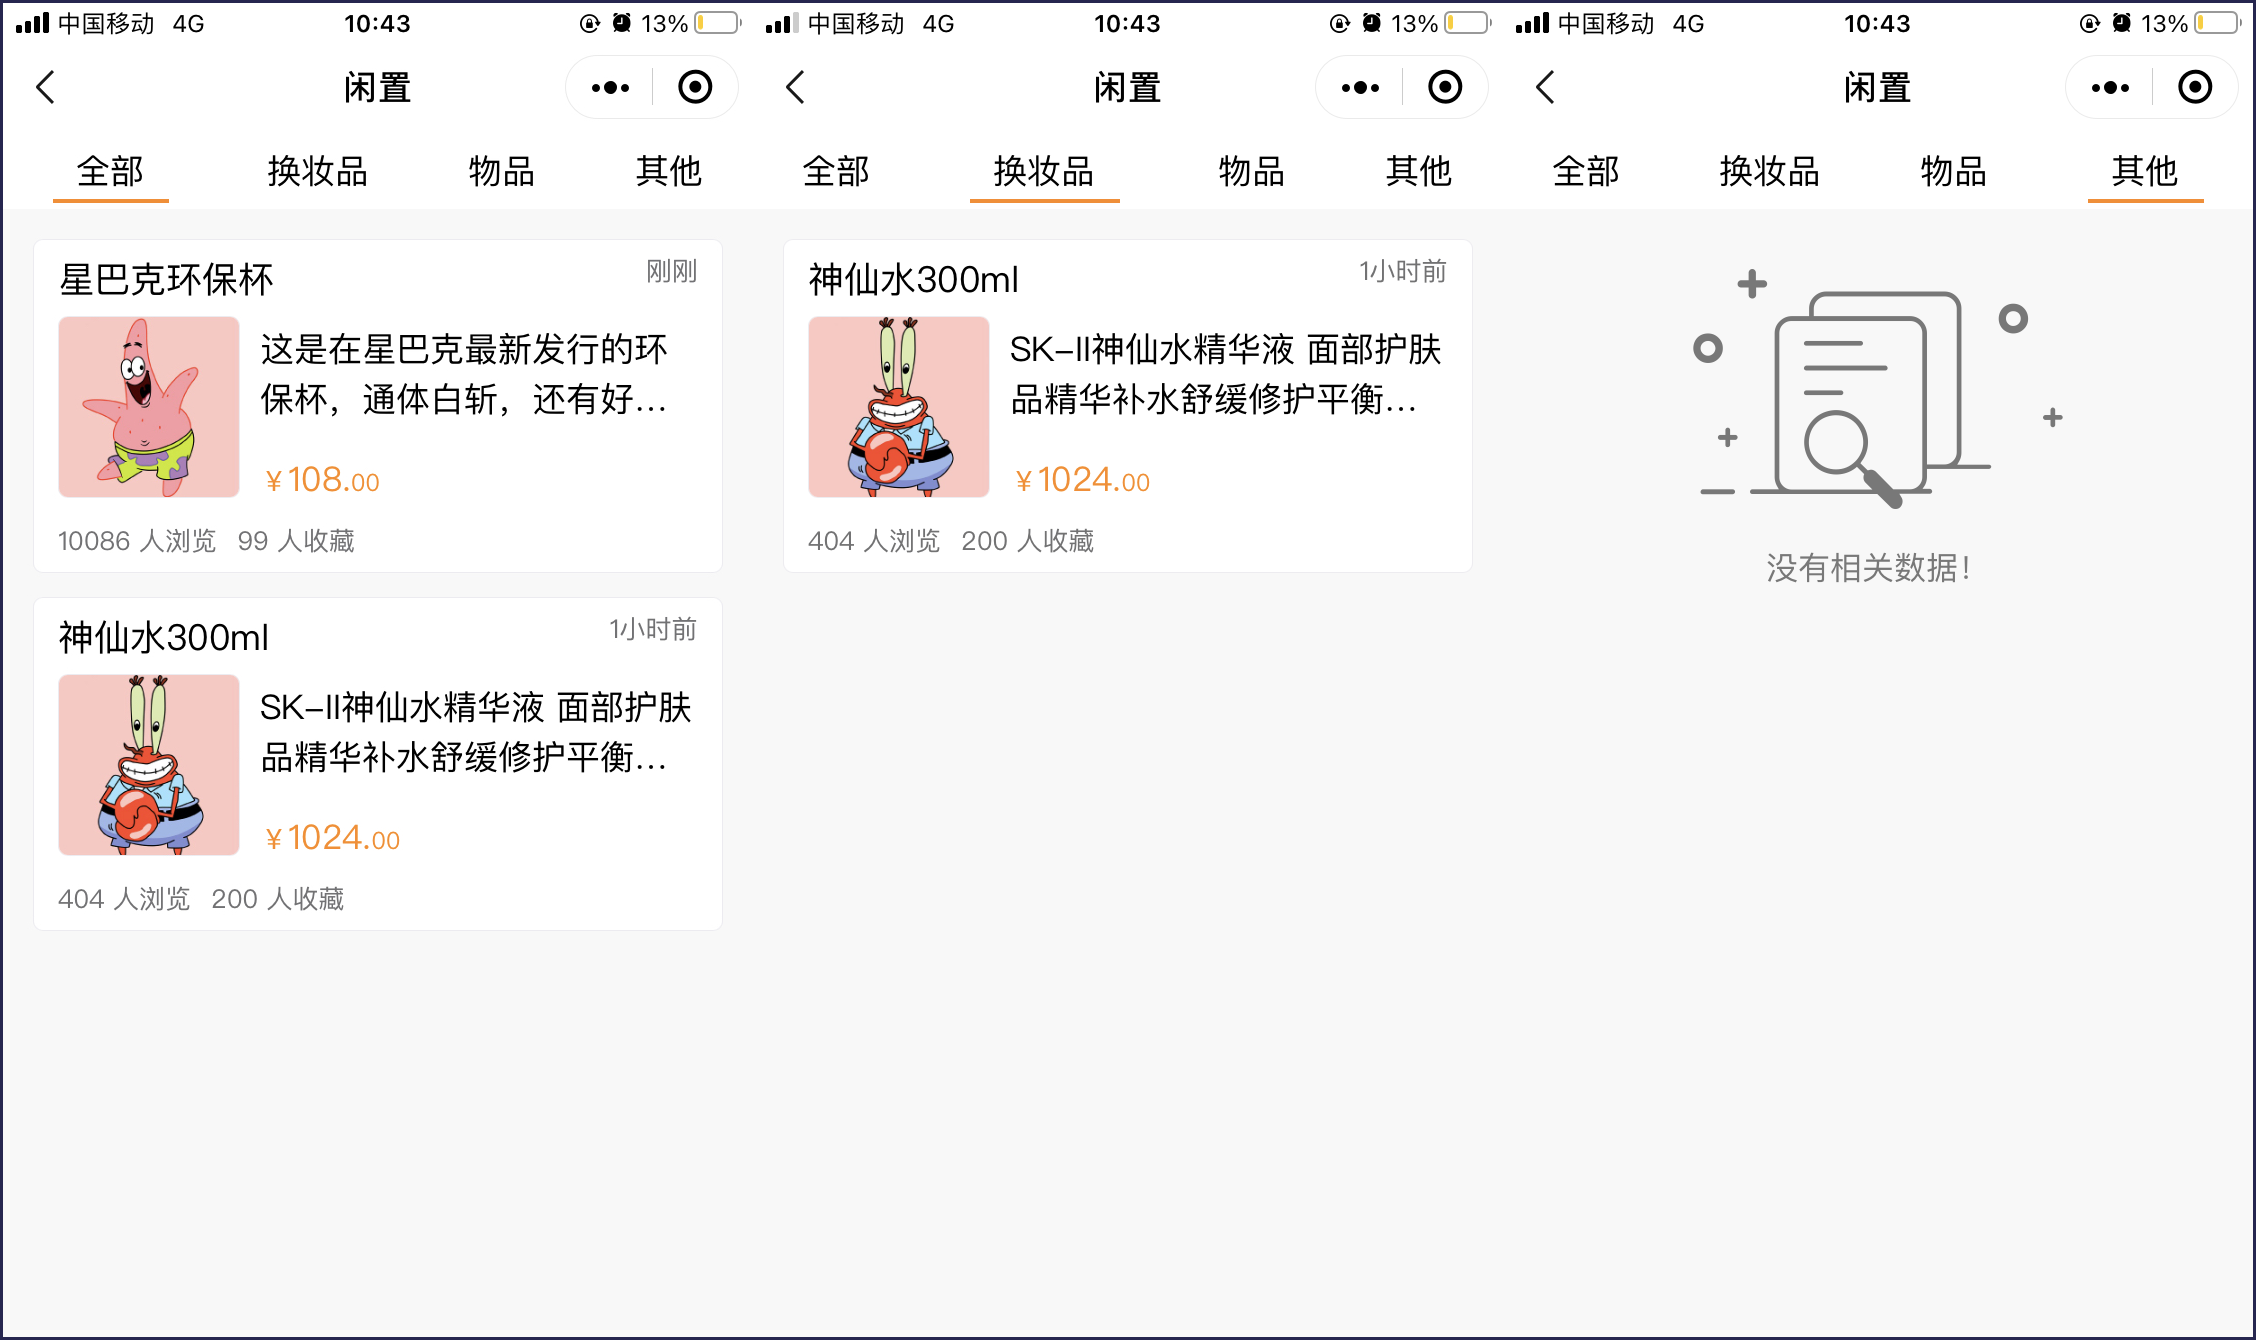 中国移动 4G 10:43 13%
闲置
全部 换妆品 物品 其他
星巴克环保杯 刚刚
这是在星巴克最新发行的环
保杯，通体白斩，还有好...
¥108.00
10086 人浏览 99 人收藏
神仙水300ml 1小时前
SK-II神仙水精华液 面部护肤
品精华补水舒缓修护平衡...
¥1024.00
404 人浏览 200 人收藏
中国移动 4G 10:43 13%
闲置
全部 换妆品 物品 其他
神仙水300ml 1小时前
SK-II神仙水精华液 面部护肤
品精华补水舒缓修护平衡...
¥1024.00
404 人浏览 200 人收藏
中国移动 4G 10:43 13%
闲置
全部 换妆品 物品 其他
没有相关数据！